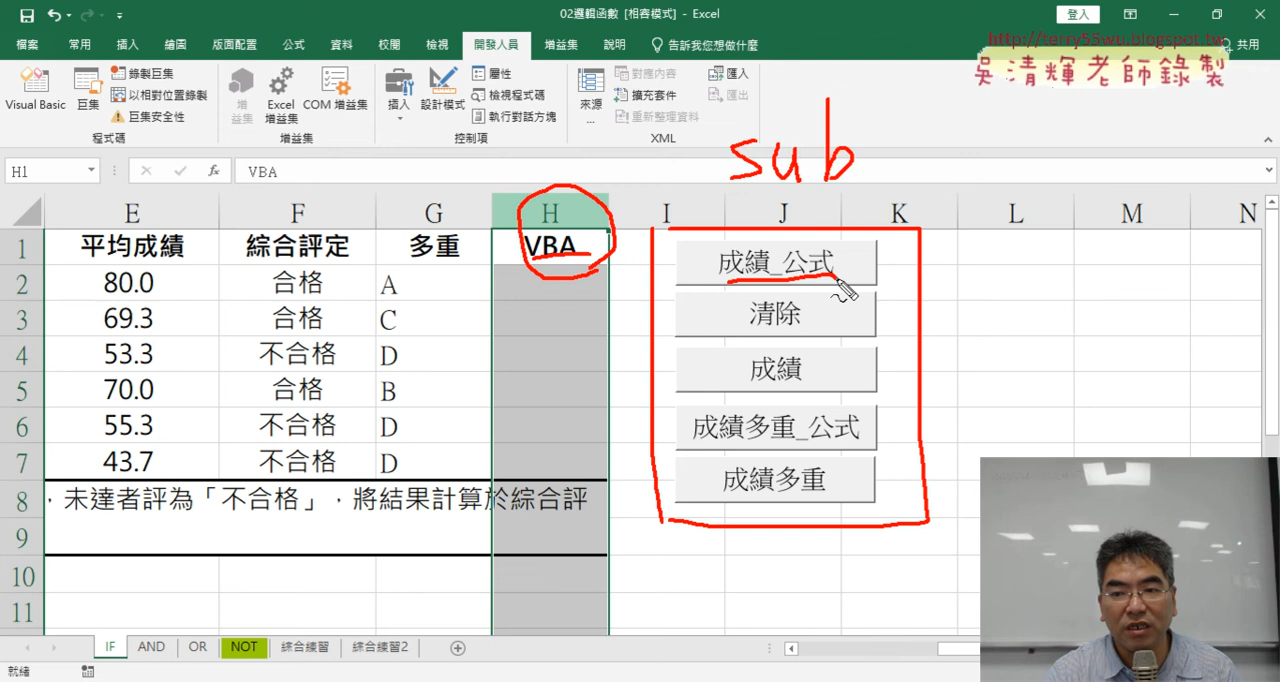 02邏輯函數 [相容模式] - Excel
登入
檔案 常用 插入 繪圖 版面配置 公式 資料 校閱 檢視 開發人員 增益集 說明 告訴我您想做什麼 共用
http://terry55wu.blogspot.tw
吳清輝老師錄製
Visual Basic 巨集 錄製巨集 以相對位置錄製 巨集安全性
程式碼
增益集 Excel 增益集 COM 增益集
增益集
插入 設計模式 屬性 檢視程式碼 執行對話方塊
控制項
來源... 對應內容 擴充套件 重新整理資料 匯入 匯出
XML
sub
H1 fx VBA
E F G H I J K L M N
1 平均成績 綜合評定 多重 VBA
2 80.0 合格 A
3 69.3 合格 C
4 53.3 不合格 D
5 70.0 合格 B
6 55.3 不合格 D
7 43.7 不合格 D
8 ，未達者評為「不合格」，將結果計算於綜合評
9
10
11
成績_公式
清除
成績
成績多重_公式
成績多重
IF AND OR NOT 綜合練習 綜合練習2
就緒